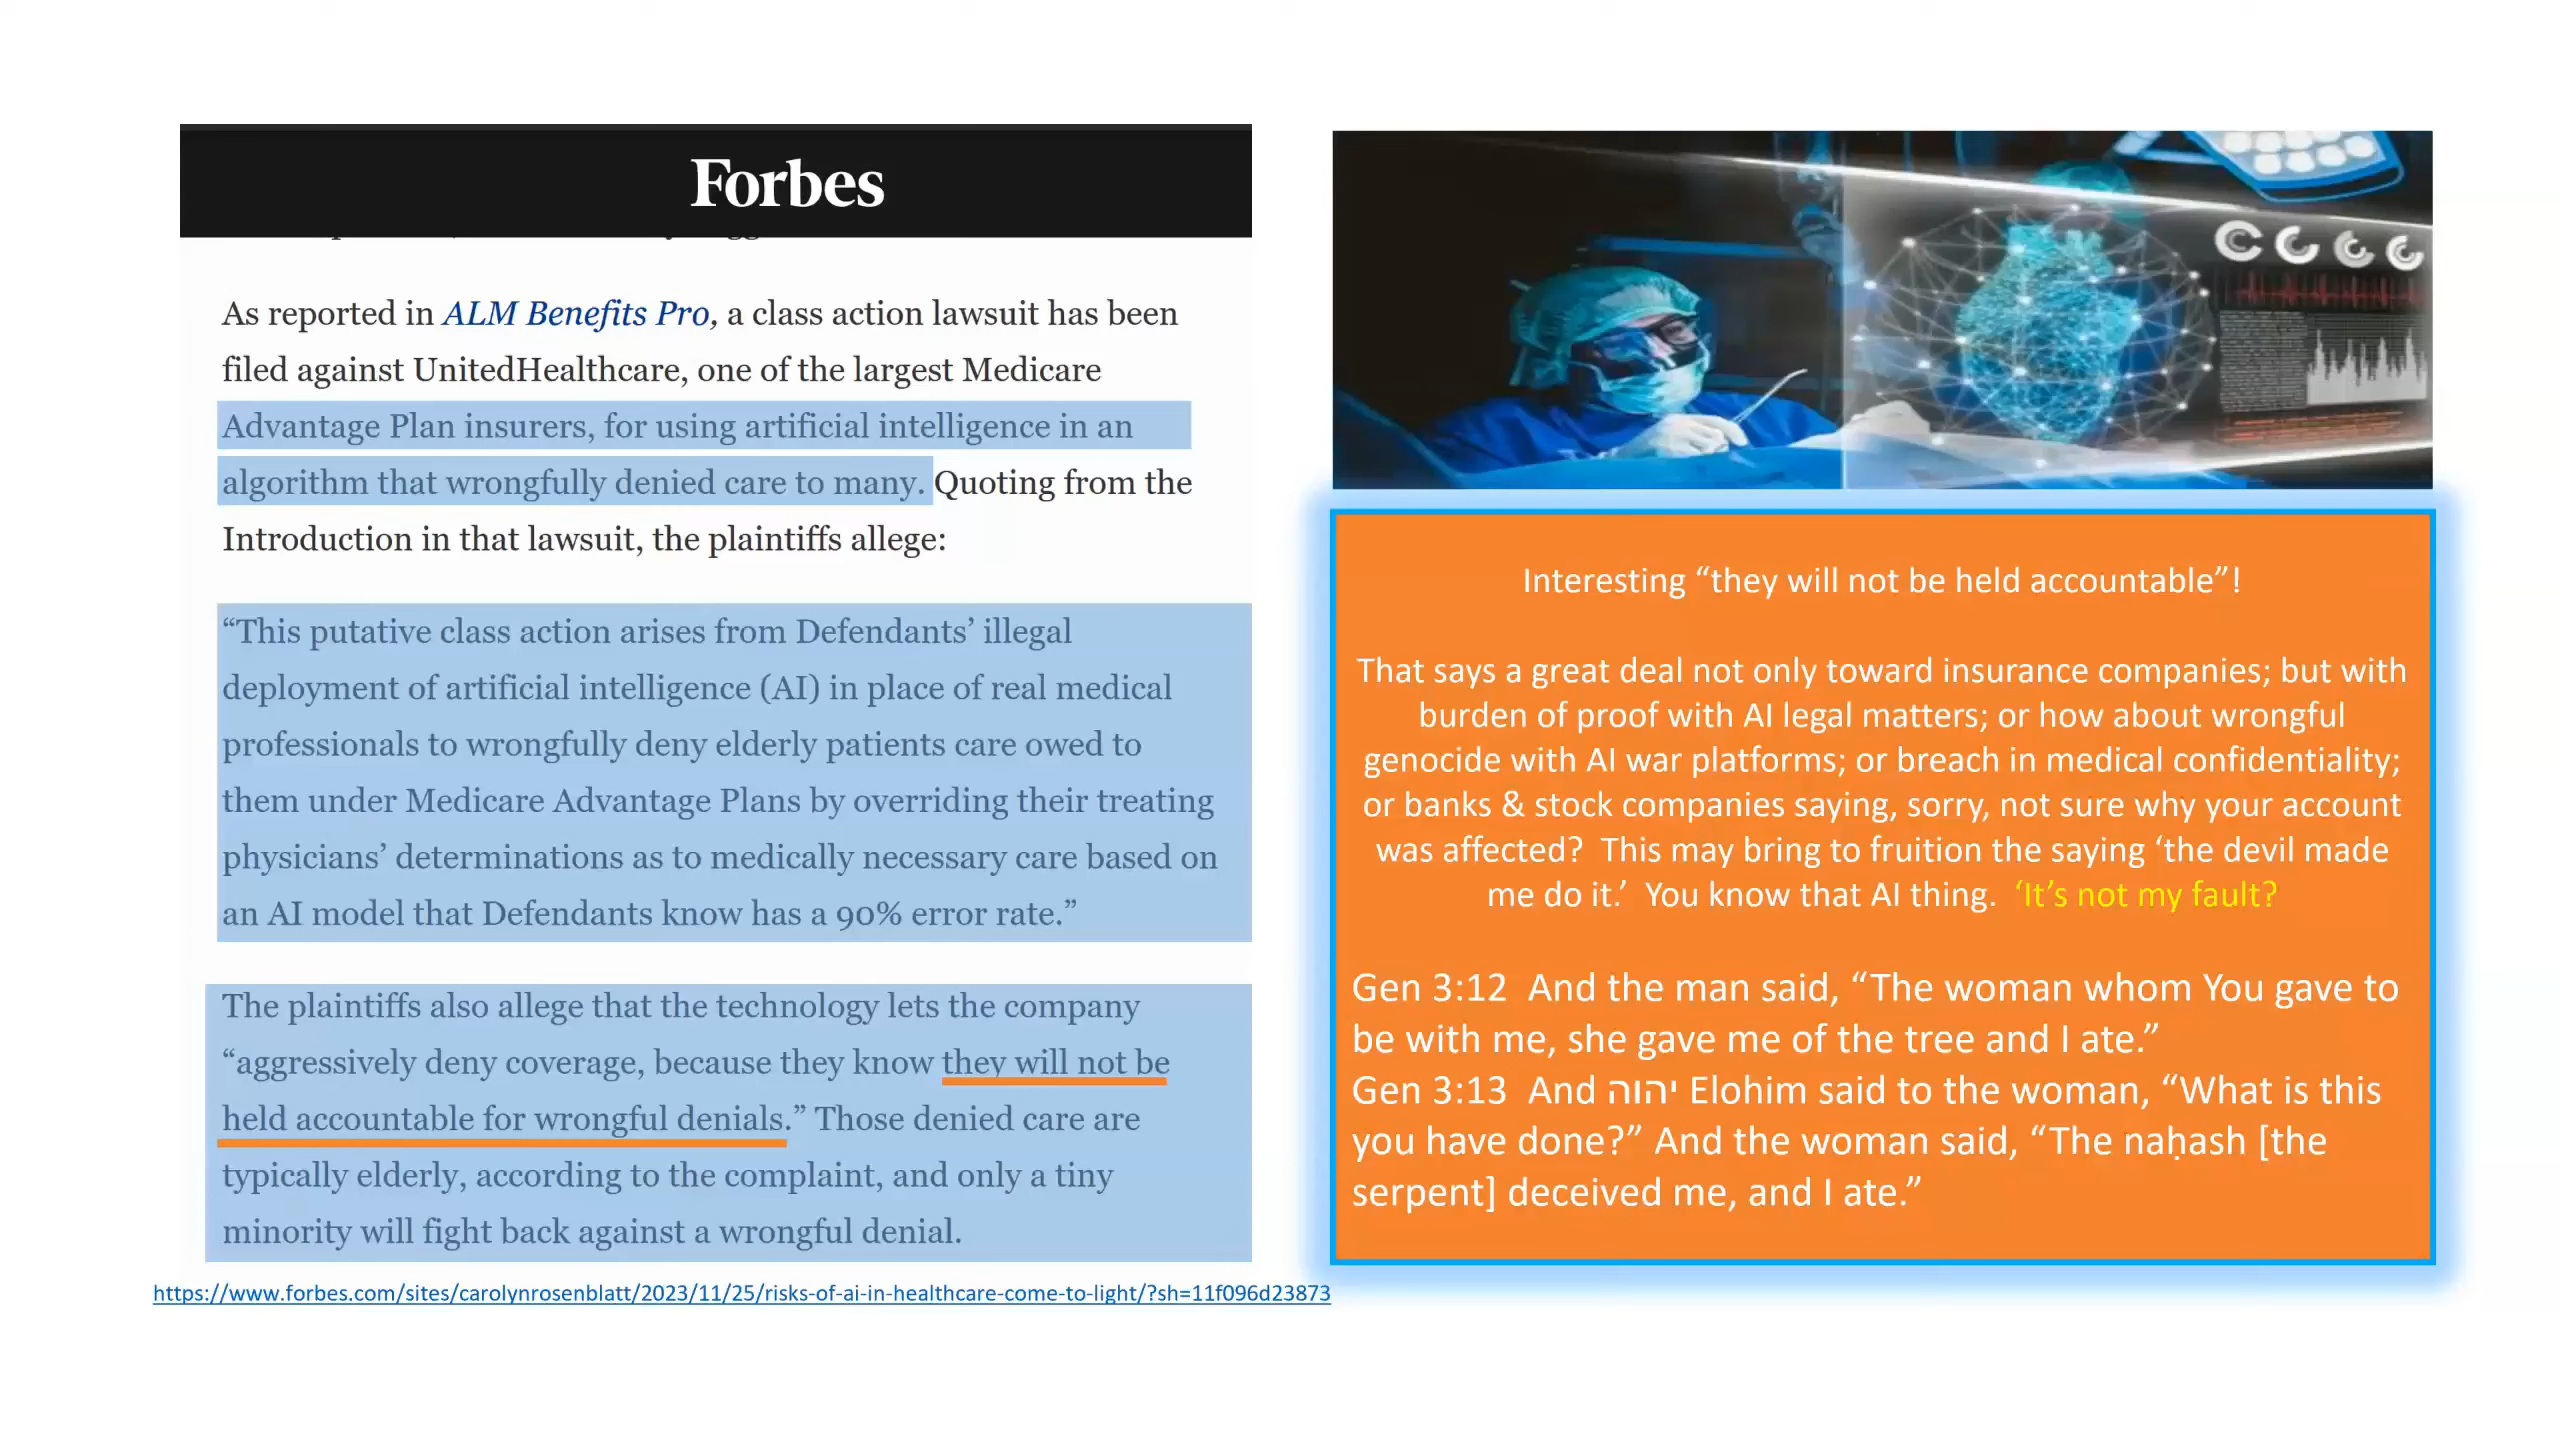 Forbes
As reported in ALM Benefits Pro, a class action lawsuit has been
filed against UnitedHealthcare, one of the largest Medicare
Advantage Plan insurers, for using artificial intelligence in an
algorithm that wrongfully denied care to many. Quoting from the
Introduction in that lawsuit, the plaintiffs allege:
“This putative class action arises from Defendants’ illegal
deployment of artificial intelligence (AI) in place of real medical
professionals to wrongfully deny elderly patients care owed to
them under Medicare Advantage Plans by overriding their treating
physicians’ determinations as to medically necessary care based on
an AI model that Defendants know has a 90% error rate.”
The plaintiffs also allege that the technology lets the company
“aggressively deny coverage, because they know they will not be
held accountable for wrongful denials.” Those denied care are
typically elderly, according to the complaint, and only a tiny
minority will fight back against a wrongful denial.
https://www.forbes.com/sites/carolynrosenblatt/2023/11/25/risks-of-ai-in-healthcare-come-to-light/?sh=11f096d23873
Interesting “they will not be held accountable”!
That says a great deal not only toward insurance companies; but with
burden of proof with AI legal matters; or how about wrongful
genocide with AI war platforms; or breach in medical confidentiality;
or banks & stock companies saying, sorry, not sure why your account
was affected?  This may bring to fruition the saying ‘the devil made
me do it.’  You know that AI thing.  ‘It’s not my fault?
Gen 3:12  And the man said, “The woman whom You gave to
be with me, she gave me of the tree and I ate.”
Gen 3:13  And יהוה Elohim said to the woman, “What is this
you have done?” And the woman said, “The naḥash [the
serpent] deceived me, and I ate.”